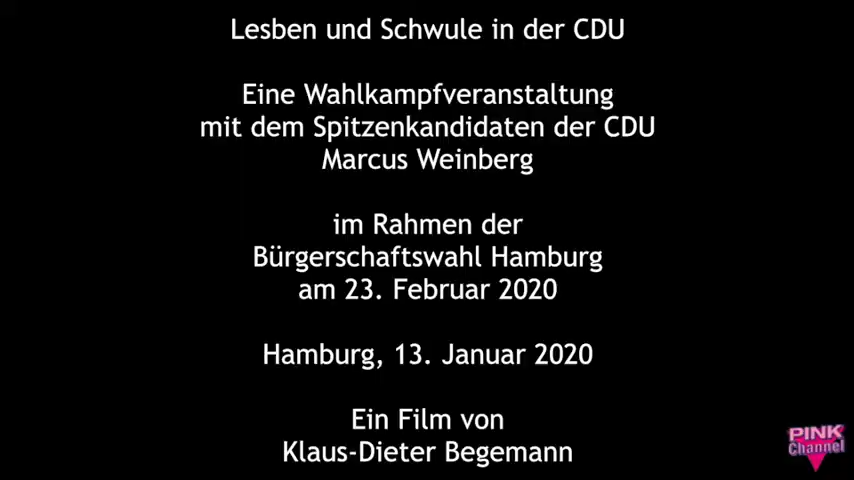 Lesben und Schwule in der CDU
Eine Wahlkampfveranstaltung
mit dem Spitzenkandidaten der CDU
Marcus Weinberg
im Rahmen der
Bürgerschaftswahl Hamburg
am 23. Februar 2020
Hamburg, 13. Januar 2020
Ein Film von
Klaus-Dieter Begemann
PINK
Channel